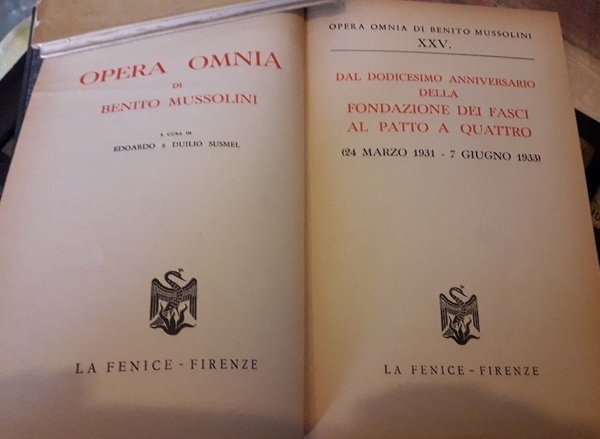 OPERA OMNIA
DI
BENITO MUSSOLINI
A CURA DI
EDOARDO E DUILIO SUSMEL
LA FENICE - FIRENZE
OPERA OMNIA DI BENITO MUSSOLINI
XXV.
DAL DODICESIMO ANNIVERSARIO
DELLA
FONDAZIONE DEI FASCI
AL PATTO A QUATTRO
(24 MARZO 1931 - 7 GIUGNO 1933)
LA FENICE - FIRENZE